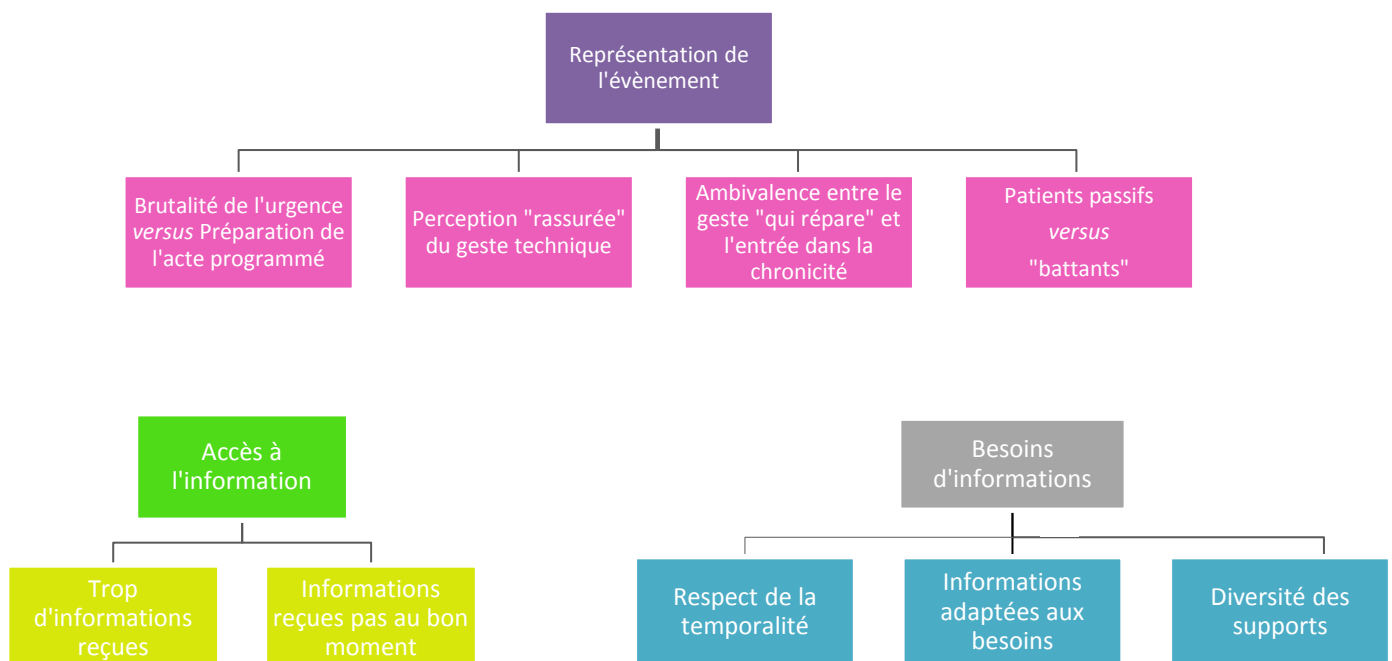 Représentation de
l'évènement
Brutalité de l'urgence
versus Préparation de
l'acte programmé
Perception "rassurée"
du geste technique
Ambivalence entre le
geste "qui répare" et
l'entrée dans la
chronicité
Patients passifs
versus
"battants"
Accès à
l'information
Trop
d'informations
reçues
Informations
reçues pas au bon
moment
Besoins
d'informations
Respect de la
temporalité
Informations
adaptées aux
besoins
Diversité des
supports